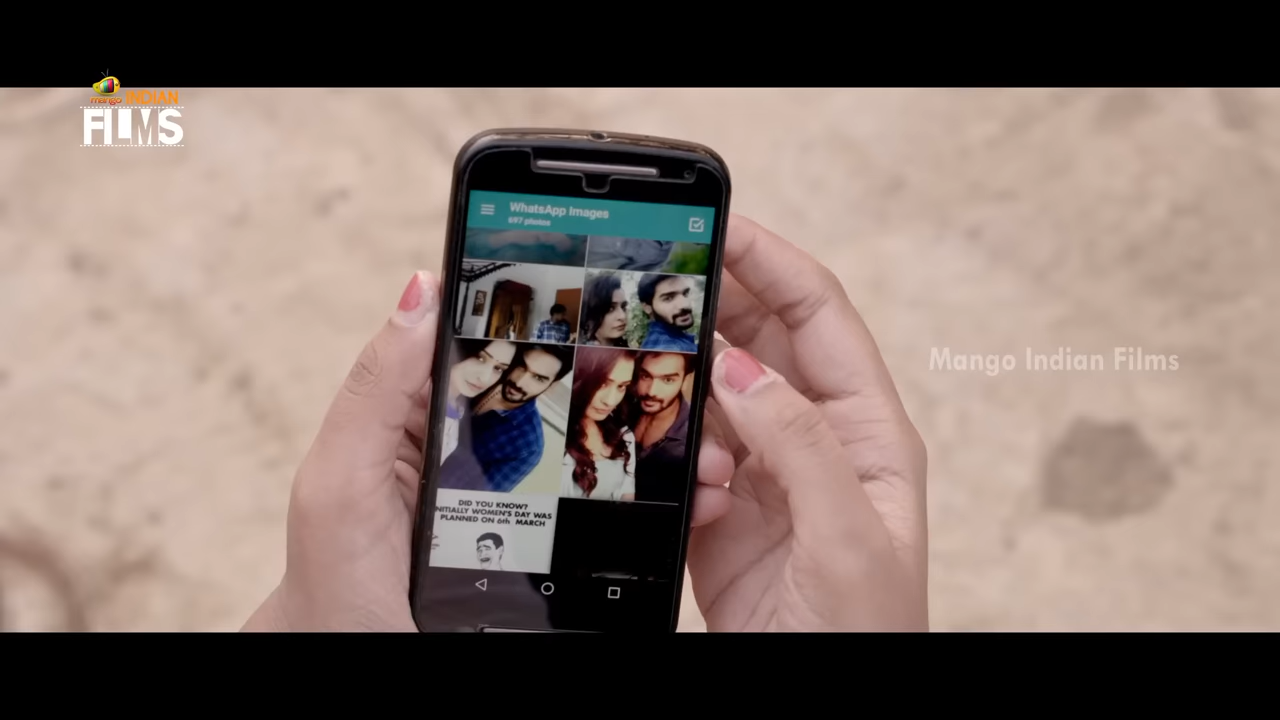 mango INDIAN
FILMS
WhatsApp Images
697 photos
Mango Indian Films
DID YOU KNOW?
INITIALLY WOMEN'S DAY WAS
PLANNED ON 6th MARCH